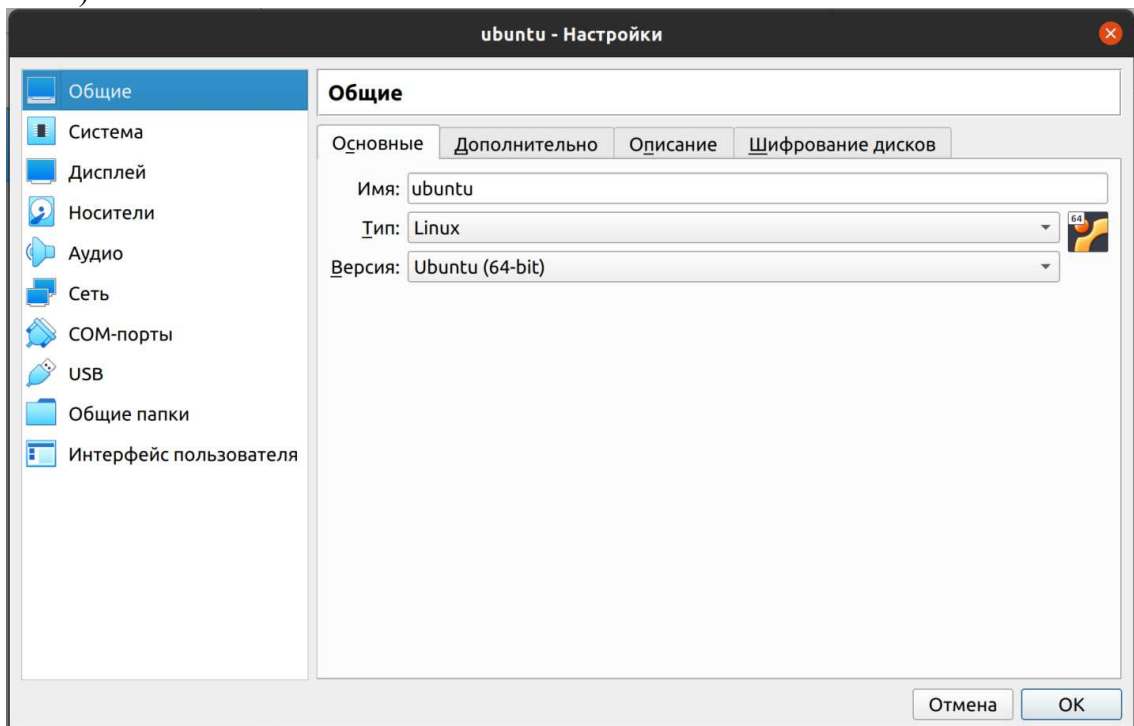 )
ubuntu - Настройки
Общие
Система
Дисплей
Носители
Аудио
Сеть
COM-порты
USB
Общие папки
Интерфейс пользователя
Общие
Основные Дополнительно Описание Шифрование дисков
Имя: ubuntu
Тип: Linux
64
Версия: Ubuntu (64-bit)
Отмена OK